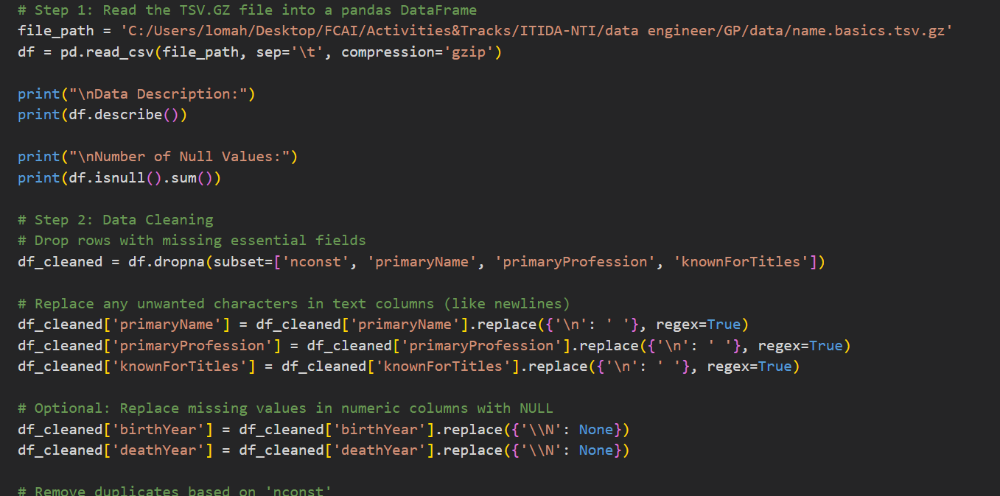 # Step 1: Read the TSV.GZ file into a pandas DataFrame
file_path = 'C:/Users/lomah/Desktop/FCAI/Activities&Tracks/ITIDA-NTI/data engineer/GP/data/name.basics.tsv.gz'
df = pd.read_csv(file_path, sep='\t', compression='gzip')
print("\nData Description:")
print(df.describe())
print("\nNumber of Null Values:")
print(df.isnull().sum())
# Step 2: Data Cleaning
# Drop rows with missing essential fields
df_cleaned = df.dropna(subset=['nconst', 'primaryName', 'primaryProfession', 'knownForTitles'])
# Replace any unwanted characters in text columns (like newlines)
df_cleaned['primaryName'] = df_cleaned['primaryName'].replace({'\n': ' '}, regex=True)
df_cleaned['primaryProfession'] = df_cleaned['primaryProfession'].replace({'\n': ' '}, regex=True)
df_cleaned['knownForTitles'] = df_cleaned['knownForTitles'].replace({'\n': ' '}, regex=True)
# Optional: Replace missing values in numeric columns with NULL
df_cleaned['birthYear'] = df_cleaned['birthYear'].replace({'\\N': None})
df_cleaned['deathYear'] = df_cleaned['deathYear'].replace({'\\N': None})
# Remove duplicates based on 'nconst'